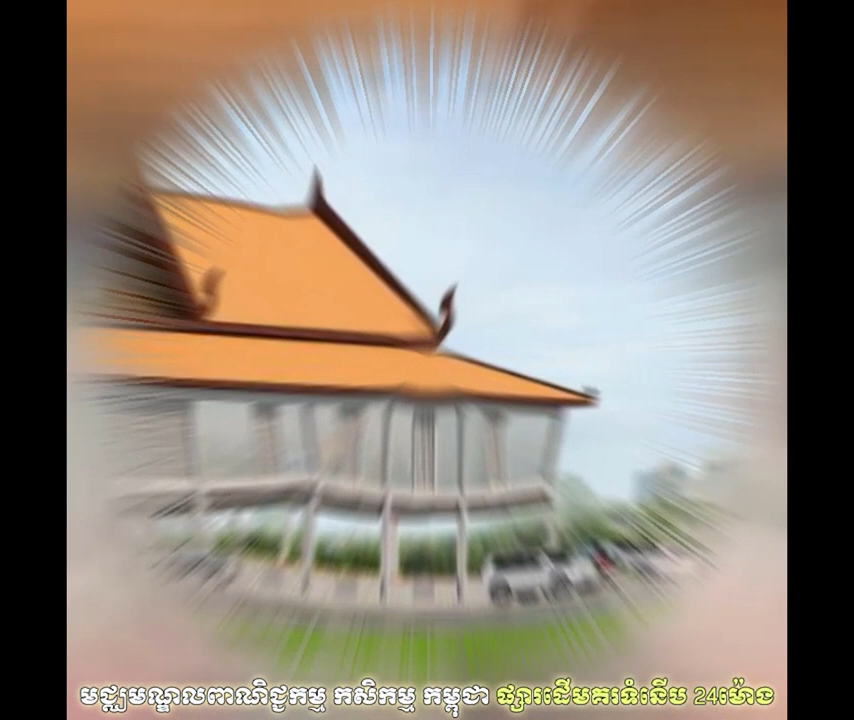 មជ្ឈមណ្ឌលពាណិជ្ជកម្ម កសិកម្ម កម្ពុជា ផ្សារដើមគរទំនើប 24ម៉ោង